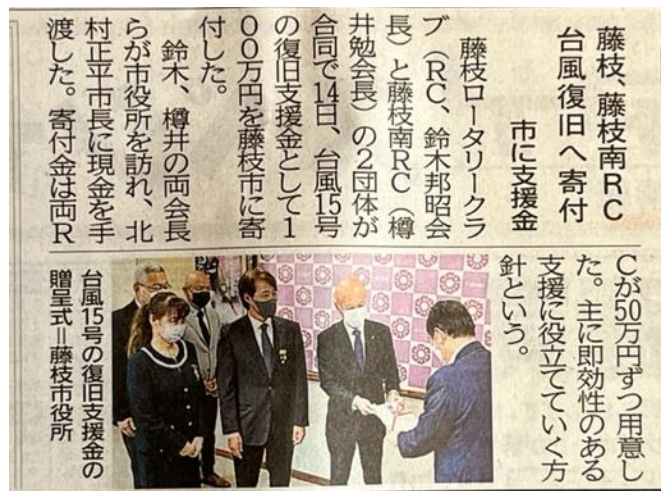 藤枝、藤枝南RC
台風復旧へ寄付
市に支援金
藤枝ロータリークラ
ブ（RC、鈴木邦昭会
長）と藤枝南RC（樽
井勉会長）の2団体が
合同で14日、台風15号
の復旧支援金として1
00万円を藤枝市に寄
付した。
鈴木、樽井の両会長
らが市役所を訪れ、北
村正平市長に現金を手
渡した。寄付金は両R
Cが50万円ずつ用意し
た。主に即効性のある
支援に役立てていく方
針という。
台風15号の復旧支援金の
贈呈式＝藤枝市役所